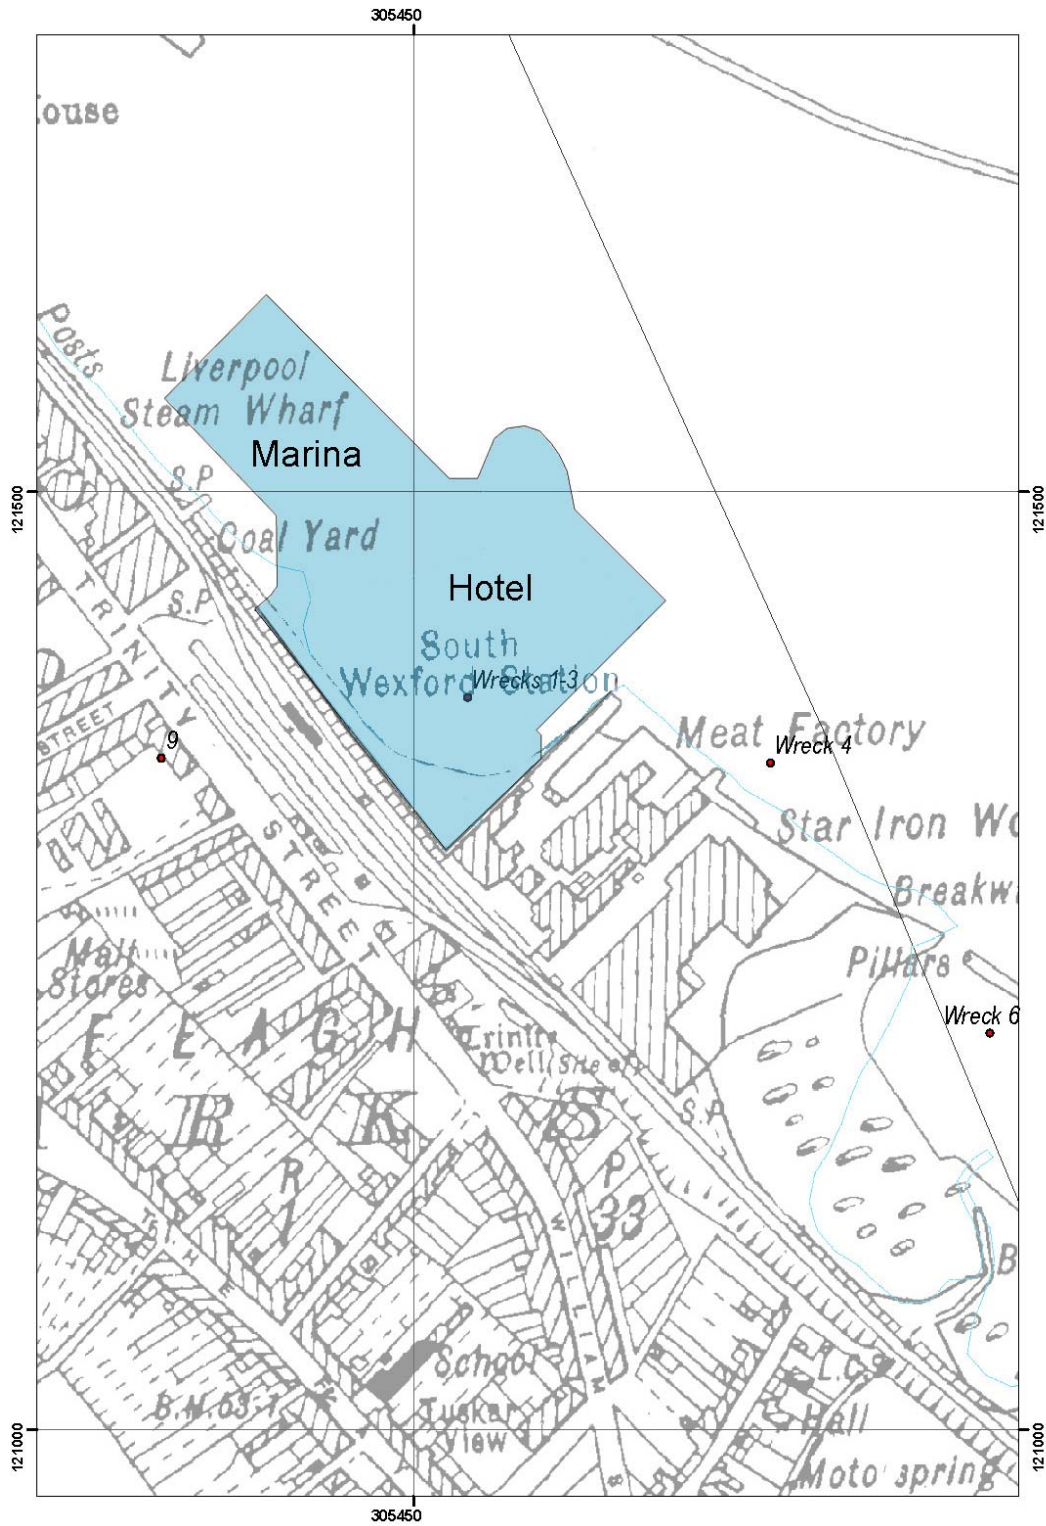 305450
:ouse
Posts
Liverpool
Steam Wharf
Marina
S.P
121500
121500
Coal Yard
Hotel
S.P
TRINITY
South
Wexford Station
Wrecks 1-3
STREET
9
Meat Factory
Wreck 4
STREET
Star Iron Wo
Breakw
Malt
Stores
Pillars
Wreck 6
FEAGH
Trinity
Well (Site of)
S.P
R K S
R
P
33
THE
WILLIAM
B
School
L.C.
B.M.63.1
Tuskar
View
Hall
121000
121000
Moto spring
305450